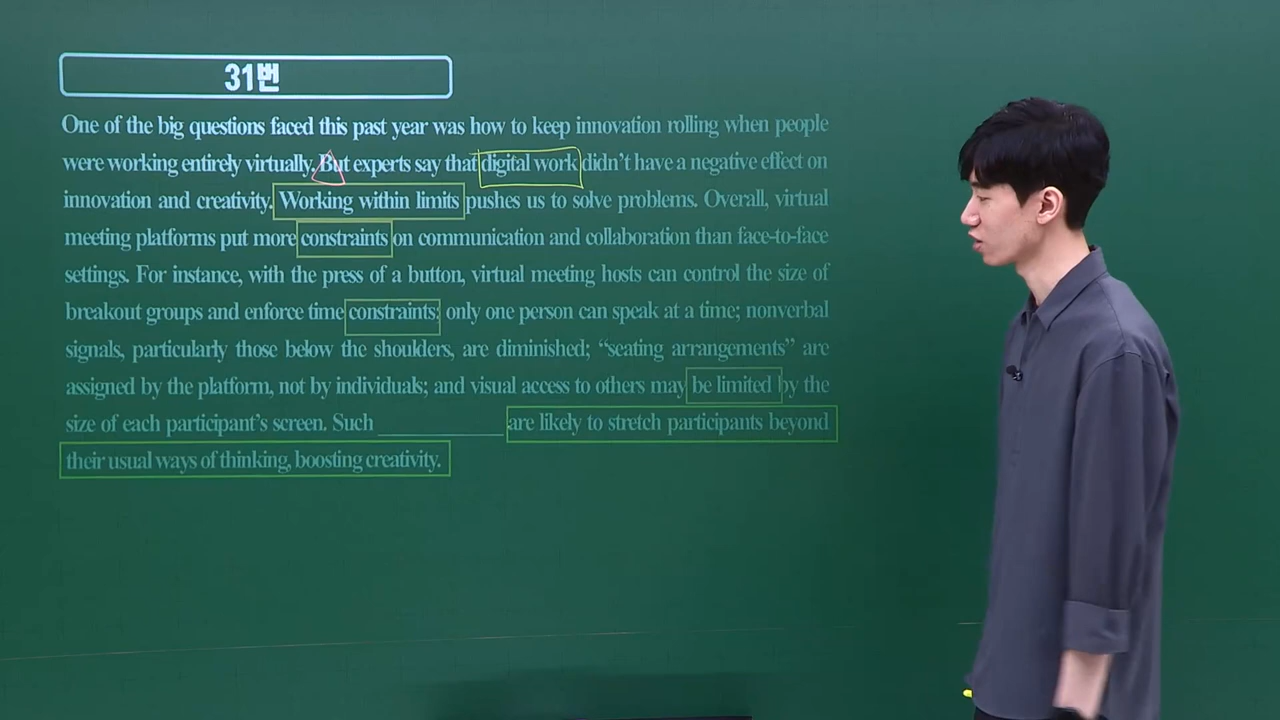 31번
One of the big questions faced this past year was how to keep innovation rolling when people
were working entirely virtually. But experts say that digital work didn't have a negative effect on
innovation and creativity. Working within limits pushes us to solve problems. Overall, virtual
meeting platforms put more constraints on communication and collaboration than face-to-face
settings. For instance, with the press of a button, virtual meeting hosts can control the size of
breakout groups and enforce time constraints; only one person can speak at a time; nonverbal
signals, particularly those below the shoulders, are diminished; “seating arrangements” are
assigned by the platform, not by individuals; and visual access to others may be limited by the
size of each participant's screen. Such ____________ are likely to stretch participants beyond
their usual ways of thinking, boosting creativity.